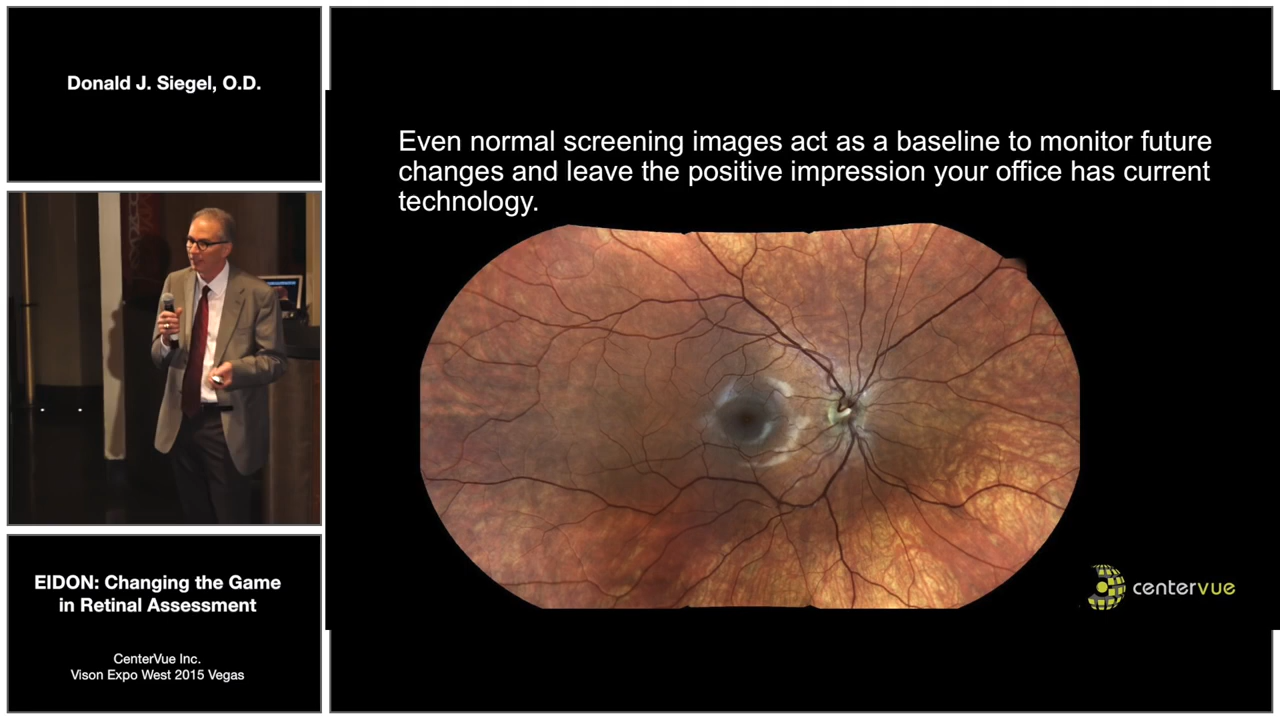 Donald J. Siegel, O.D.
Even normal screening images act as a baseline to monitor future
changes and leave the positive impression your office has current
technology.
centervue
EIDON: Changing the Game
in Retinal Assessment
CenterVue Inc.
Vison Expo West 2015 Vegas